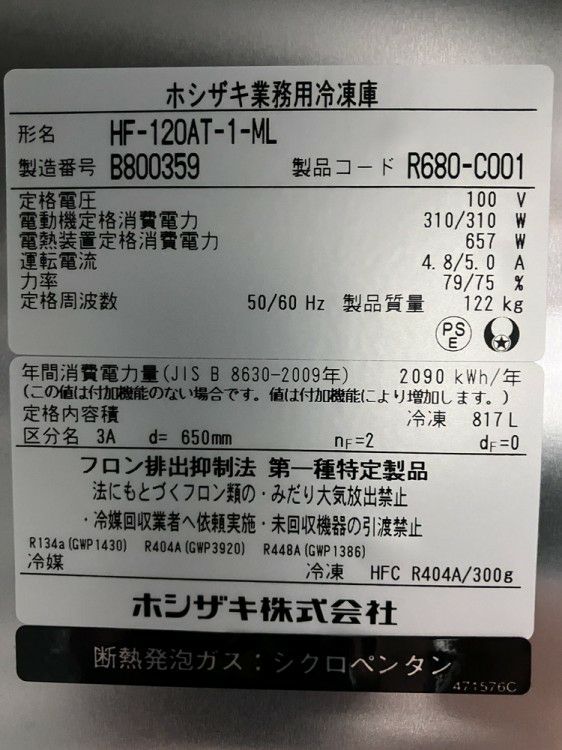 ホシザキ業務用冷凍庫
形名 HF-120AT-1-ML
製造番号 B800359 製品コード R680-C001
定格電圧 100 V
電動機定格消費電力 310/310 W
電熱装置定格消費電力 657 W
運転電流 4.8/5.0 A
力率 79/75 %
定格周波数 50/60 Hz 製品質量 122 kg
PS
E
年間消費電力量(JIS B 8630-2009年) 2090 kWh/年
(この値は付加機能のない場合です。値は付加機能により増加します。)
定格内容積 冷凍 817L
区分名 3A d= 650mm nF=2 dF=0
フロン排出抑制法 第一種特定製品
法にもとづくフロン類の・みだり大気放出禁止
・冷媒回収業者へ依頼実施・未回収機器の引渡禁止
R134a(GWP1430) R404A(GWP3920) R448A(GWP1386)
冷媒
冷凍 HFC R404A/300g
ホシザキ株式会社
断熱発泡ガス:シクロペンタン
471576C